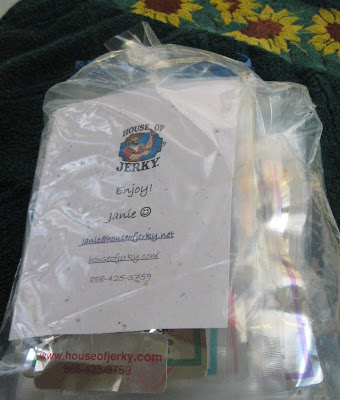 HOUSE OF
JERKY
Enjoy!
Janie ☺
janie@houseofjerky.net
houseofjerky.com
888-425-3759
www.houseofjerky.com
888-425-3759